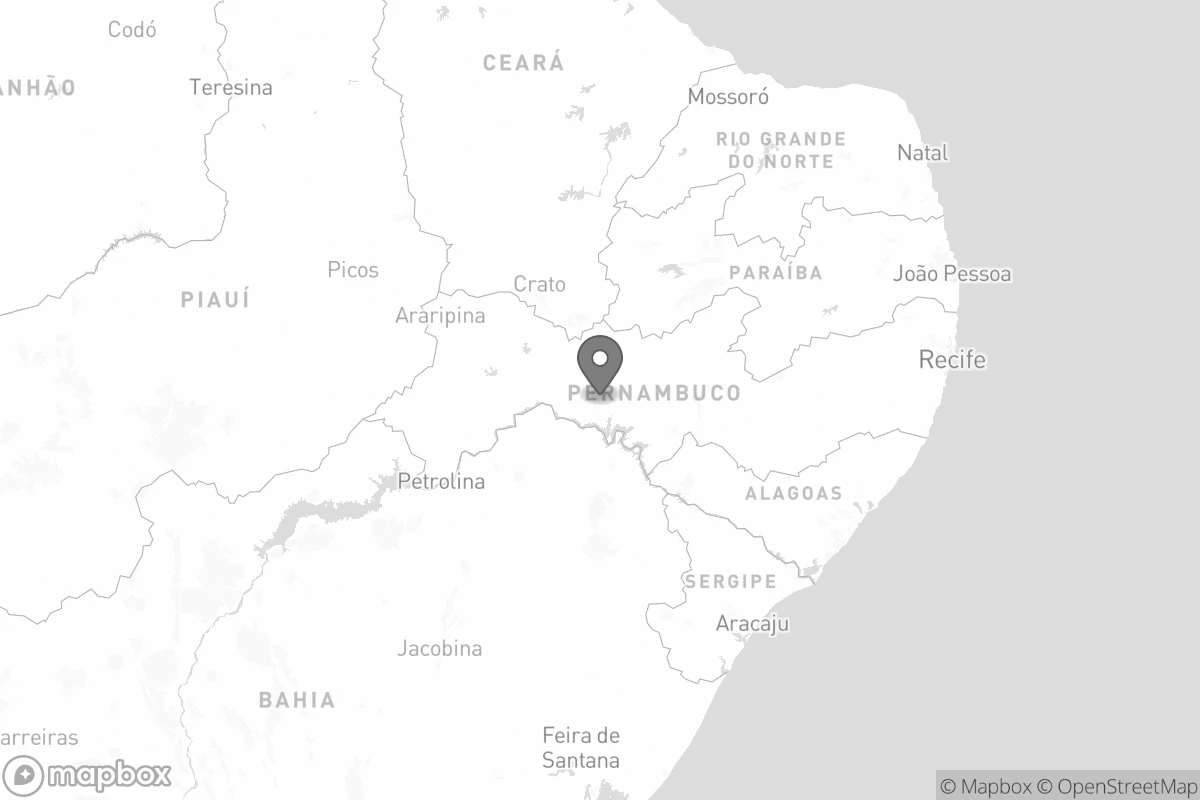 Codó
CEARÁ
ANHÃO
Teresina
Mossoró
RIO GRANDE
DO NORTE
Natal
Picos
PARAÍBA
João Pessoa
Crato
PIAUÍ
Araripina
Recife
PERNAMBUCO
Petrolina
ALAGOAS
SERGIPE
Aracaju
Jacobina
BAHIA
arreiras
Feira de
Santana
mapbox
© Mapbox © OpenStreetMap